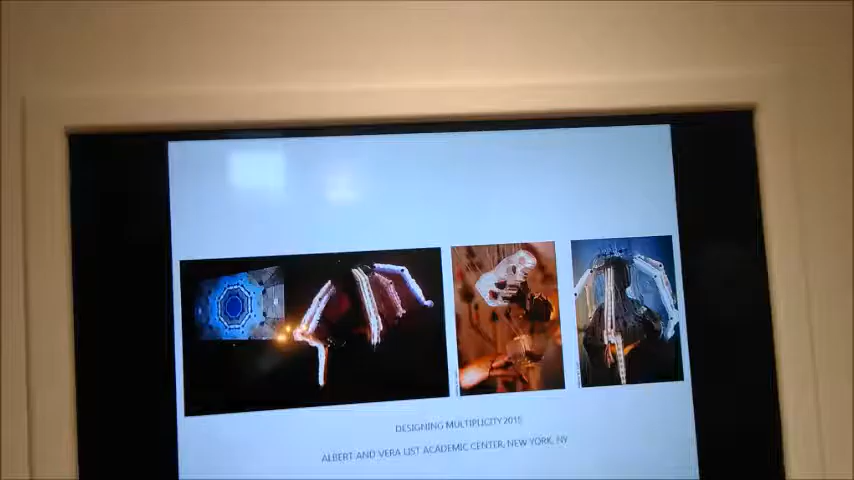 DESIGNING MULTIPLICITY 2015
ALBERT AND VERA LIST ACADEMIC CENTER, NEW YORK, NY